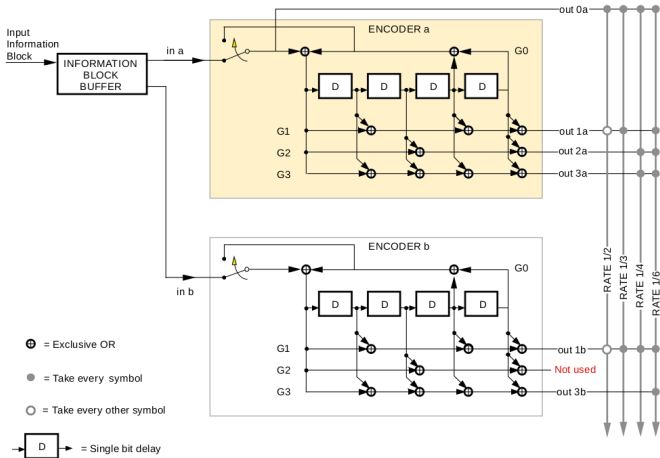 out 0a
ENCODER a
Input
Information
Block
in a
G0
INFORMATION
BLOCK
BUFFER
D D D D
G1
out 1a
G2
out 2a
G3
out 3a
ENCODER b
in b
G0
RATE 1/2
RATE 1/3
RATE 1/4
RATE 1/6
D D D D
G1
out 1b
G2
Not used
G3
out 3b
= Exclusive OR
= Take every symbol
= Take every other symbol
D
= Single bit delay